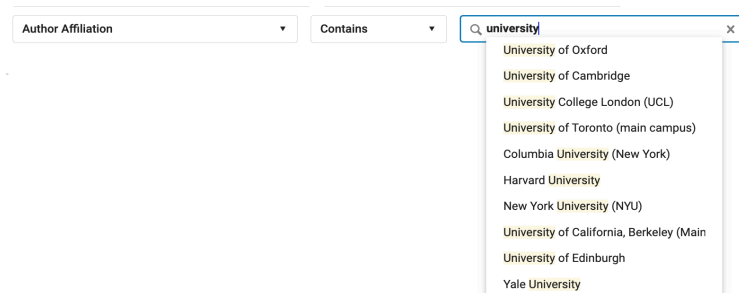 Author Affiliation
Contains
university
University of Oxford
University of Cambridge
University College London (UCL)
University of Toronto (main campus)
Columbia University (New York)
Harvard University
New York University (NYU)
University of California, Berkeley (Main
University of Edinburgh
Yale University